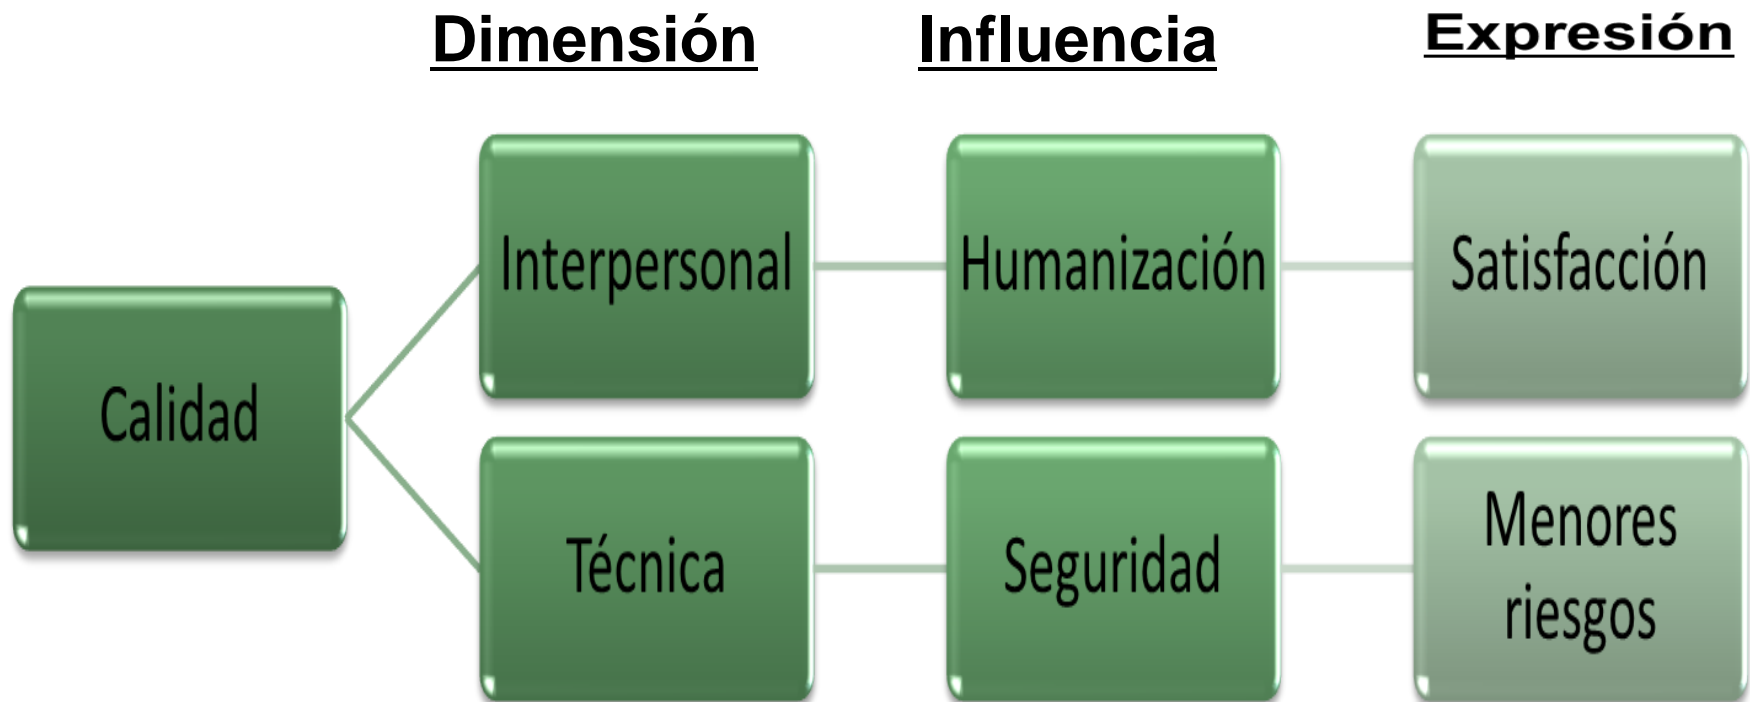 Dimensión Influencia Expresión
Interpersonal Humanización Satisfacción
Calidad
Técnica Seguridad Menores
riesgos